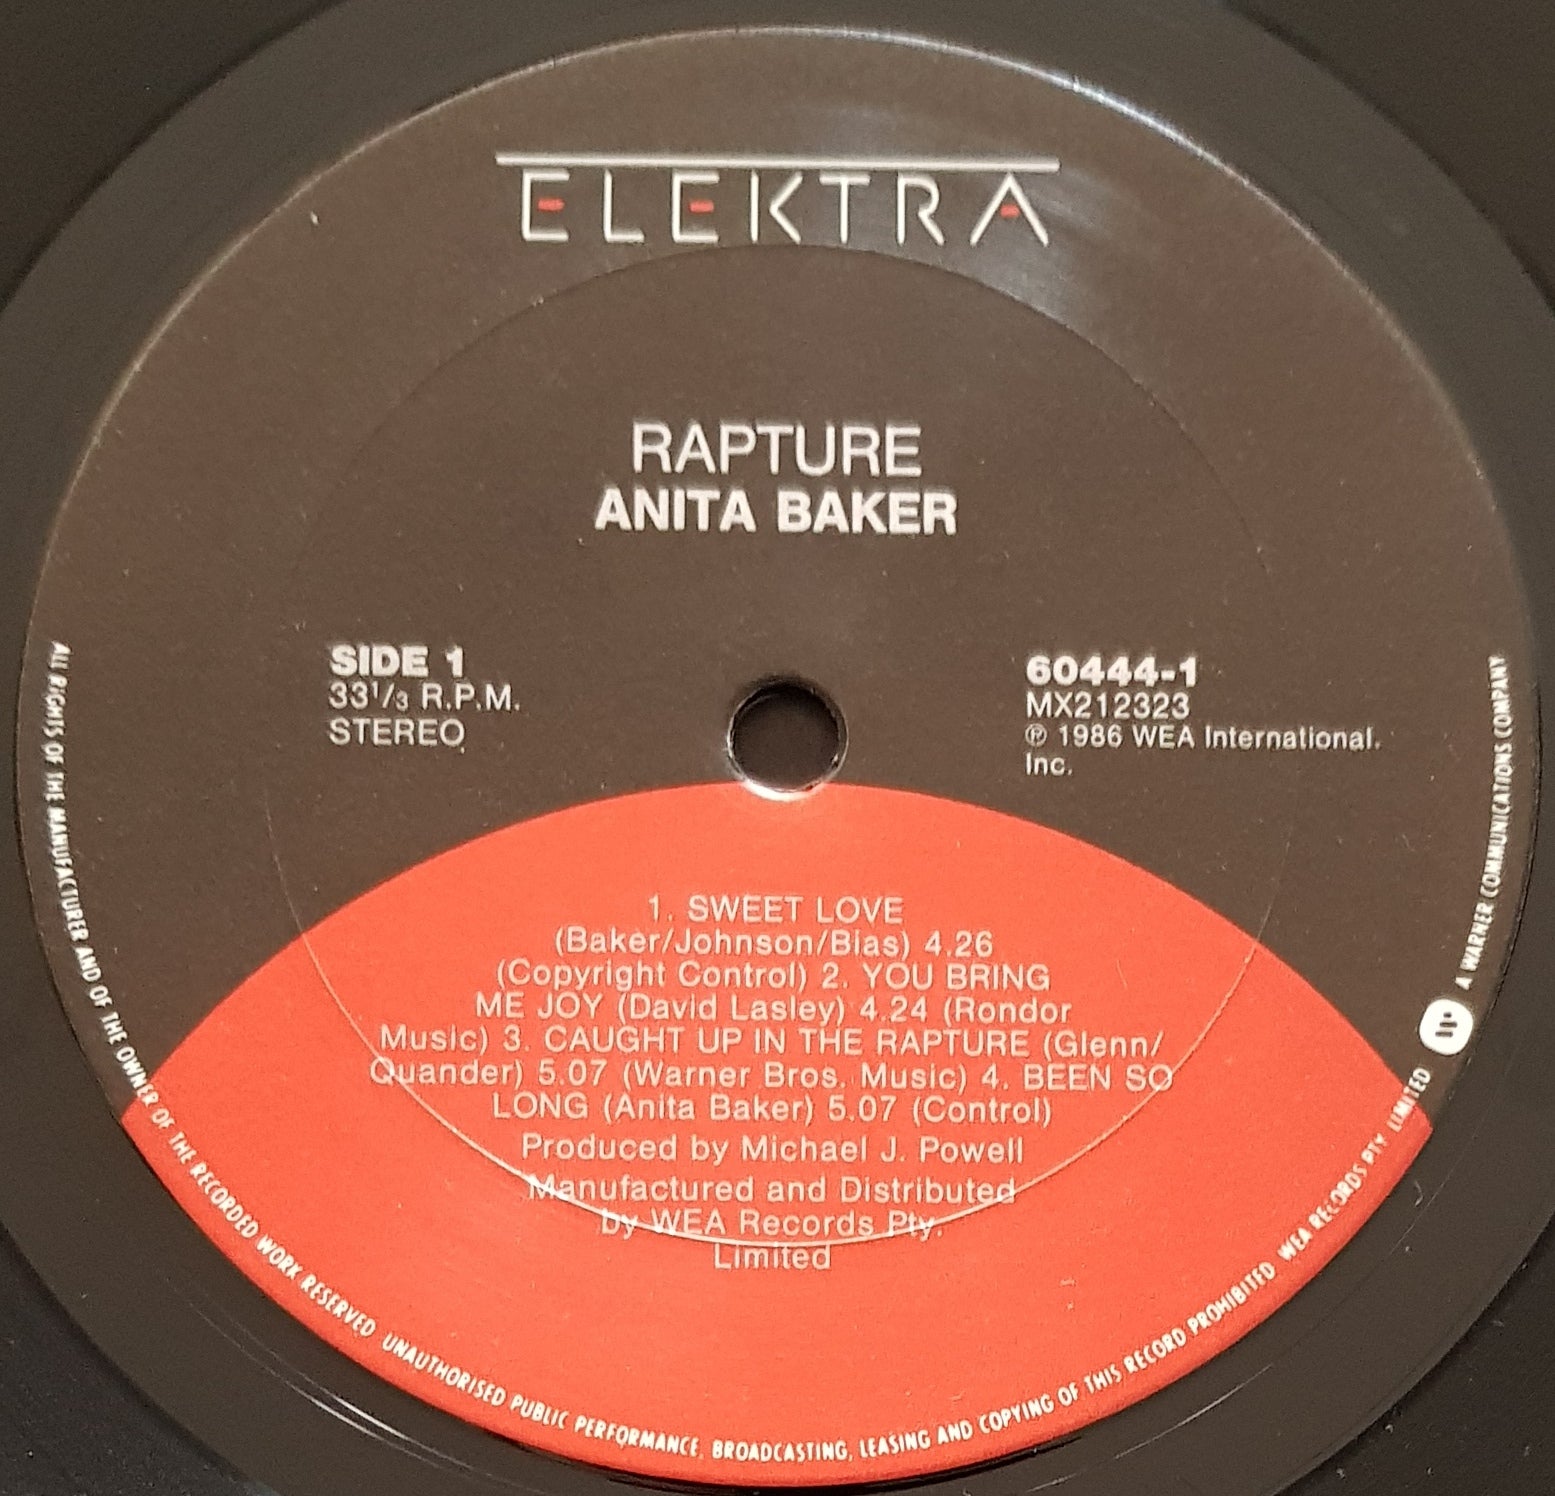 ELEKTRA
RAPTURE
ANITA BAKER
SIDE 1
33⅓ R.P.M.
STEREO
60444-1
MX212323
℗ 1986 WEA International.
Inc.
1. SWEET LOVE
(Baker/Johnson/Bias) 4.26
(Copyright Control) 2. YOU BRING
ME JOY (David Lasley) 4.24 (Rondor
Music) 3. CAUGHT UP IN THE RAPTURE (Glenn/
Quander) 5.07 (Warner Bros. Music) 4. BEEN SO
LONG (Anita Baker) 5.07 (Control)
Produced by Michael J. Powell
Manufactured and Distributed
by WEA Records Pty.
Limited
ALL RIGHTS OF THE MANUFACTURER AND OF THE OWNER OF THE RECORDED WORK RESERVED UNAUTHORISED PUBLIC PERFORMANCE, BROADCASTING, LEASING AND COPYING OF THIS RECORD PROHIBITED WEA RECORDS PTY. LIMITED A WARNER COMMUNICATIONS COMPANY